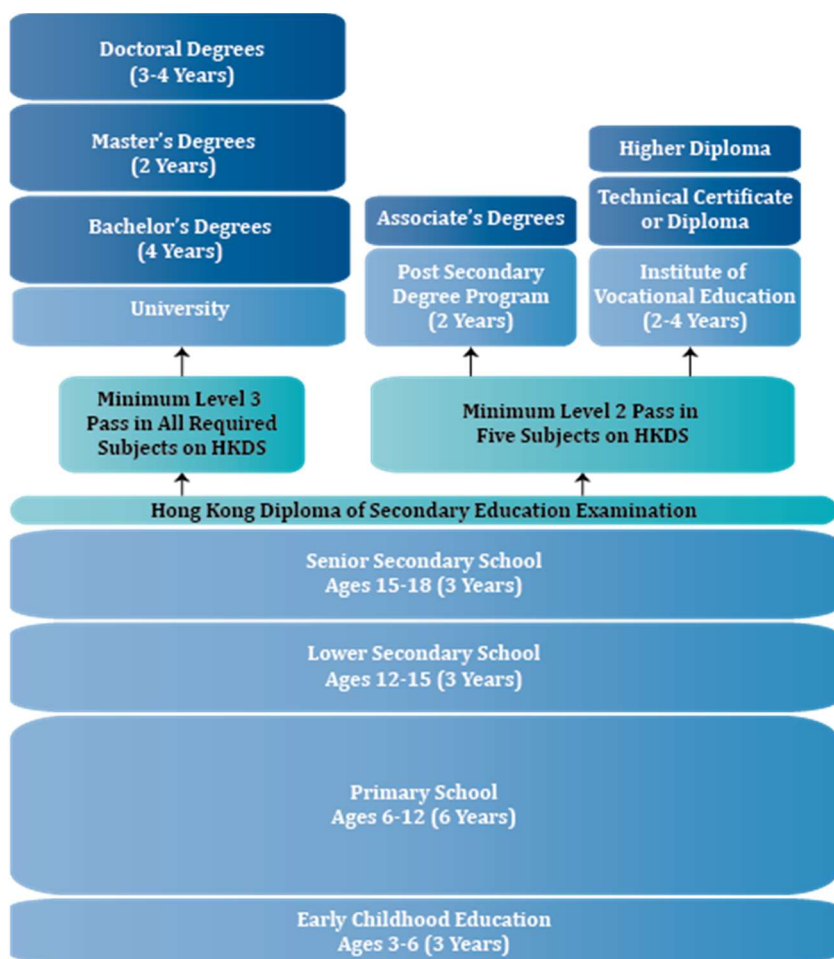 Doctoral Degrees
(3-4 Years)
Master's Degrees
(2 Years)
Bachelor's Degrees
(4 Years)
University
Associate's Degrees
Post Secondary
Degree Program
(2 Years)
Higher Diploma
Technical Certificate
or Diploma
Institute of
Vocational Education
(2-4 Years)
Minimum Level 3
Pass in All Required
Subjects on HKDS
Minimum Level 2 Pass in
Five Subjects on HKDS
Hong Kong Diploma of Secondary Education Examination
Senior Secondary School
Ages 15-18 (3 Years)
Lower Secondary School
Ages 12-15 (3 Years)
Primary School
Ages 6-12 (6 Years)
Early Childhood Education
Ages 3-6 (3 Years)